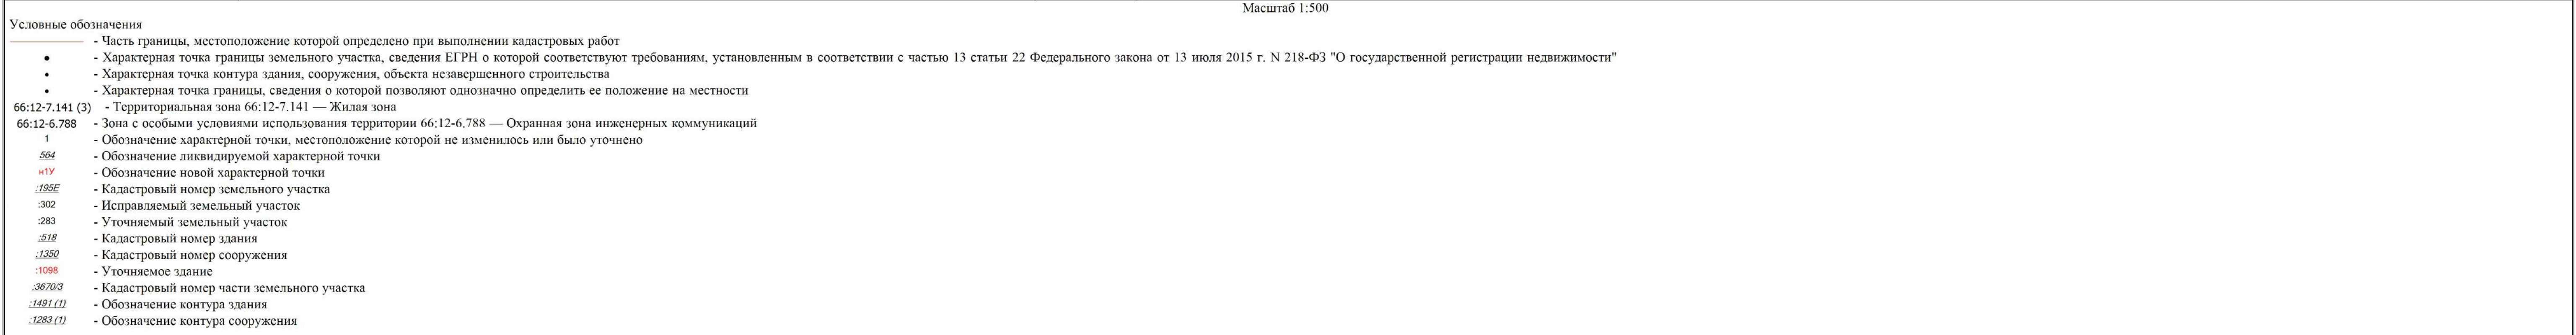 Масштаб 1:500
Условные обозначения
- Часть границы, местоположение которой определено при выполнении кадастровых работ
- Характерная точка границы земельного участка, сведения ЕГРН о которой соответствуют требованиям, установленным в соответствии с частью 13 статьи 22 Федерального закона от 13 июля 2015 г. N 218-ФЗ "О государственной регистрации недвижимости"
- Характерная точка контура здания, сооружения, объекта незавершенного строительства
- Характерная точка границы, сведения о которой позволяют однозначно определить ее положение на местности
66:12-7.141 (3) - Территориальная зона 66:12-7.141 — Жилая зона
66:12-6.788 - Зона с особыми условиями использования территории 66:12-6.788 — Охранная зона инженерных коммуникаций
1 - Обозначение характерной точки, местоположение которой не изменилось или было уточнено
564 - Обозначение ликвидируемой характерной точки
н1У - Обозначение новой характерной точки
:195Е - Кадастровый номер земельного участка
:302 - Исправляемый земельный участок
:283 - Уточняемый земельный участок
:518 - Кадастровый номер здания
:1350 - Кадастровый номер сооружения
:1098 - Уточняемое здание
:3670/3 - Кадастровый номер части земельного участка
:1491 (1) - Обозначение контура здания
:1283 (1) - Обозначение контура сооружения